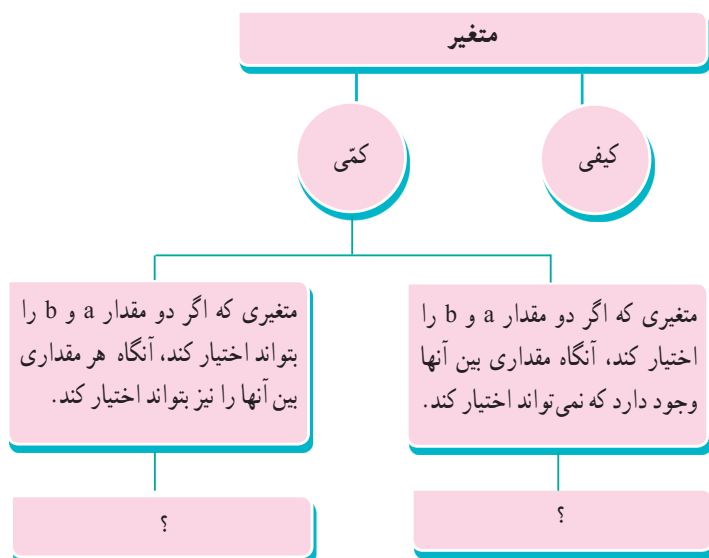 متغیر
کیفی
کمّی
متغیری که اگر دو مقدار a و b را
اختیار کند، آنگاه مقداری بین آنها
وجود دارد که نمی‌تواند اختیار کند.
متغیری که اگر دو مقدار a و b را
بتواند اختیار کند، آنگاه هر مقداری
بین آنها را نیز بتواند اختیار کند.
؟
؟